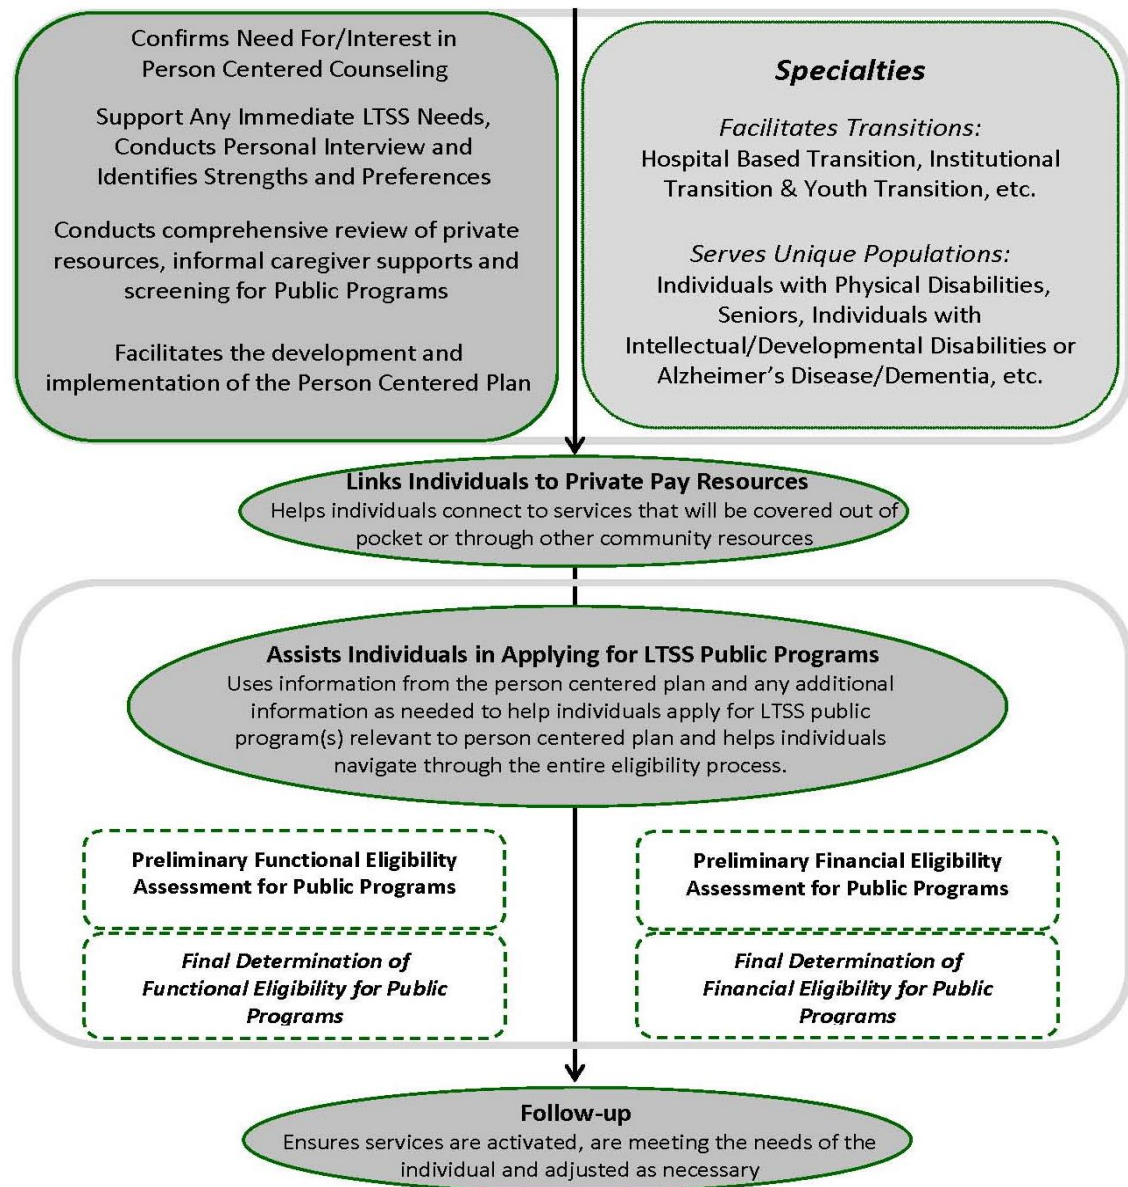 Confirms Need For/Interest in
Person Centered Counseling
Support Any Immediate LTSS Needs,
Conducts Personal Interview and
Identifies Strengths and Preferences
Conducts comprehensive review of private
resources, informal caregiver supports and
screening for Public Programs
Facilitates the development and
implementation of the Person Centered Plan
Specialties
Facilitates Transitions:
Hospital Based Transition, Institutional
Transition & Youth Transition, etc.
Serves Unique Populations:
Individuals with Physical Disabilities,
Seniors, Individuals with
Intellectual/Developmental Disabilities or
Alzheimer's Disease/Dementia, etc.
Links Individuals to Private Pay Resources
Helps individuals connect to services that will be covered out of
pocket or through other community resources
Assists Individuals in Applying for LTSS Public Programs
Uses information from the person centered plan and any additional
information as needed to help individuals apply for LTSS public
program(s) relevant to person centered plan and helps individuals
navigate through the entire eligibility process.
Preliminary Functional Eligibility
Assessment for Public Programs
Final Determination of
Functional Eligibility for Public
Programs
Preliminary Financial Eligibility
Assessment for Public Programs
Final Determination of
Financial Eligibility for Public
Programs
Follow-up
Ensures services are activated, are meeting the needs of the
individual and adjusted as necessary